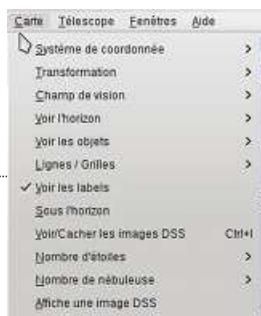 Carte Télescope Fenêtres Aide
Système de coordonnée >
Transformation >
Champ de vision >
Voir l'horizon >
Voir les objets >
Lignes / Grilles >
✓ Voir les labels
Sous l'horizon
Voir/Cacher les images DSS Ctrl+I
Nombre d'étoiles >
Nombre de nébuleuse >
Affiche une image DSS